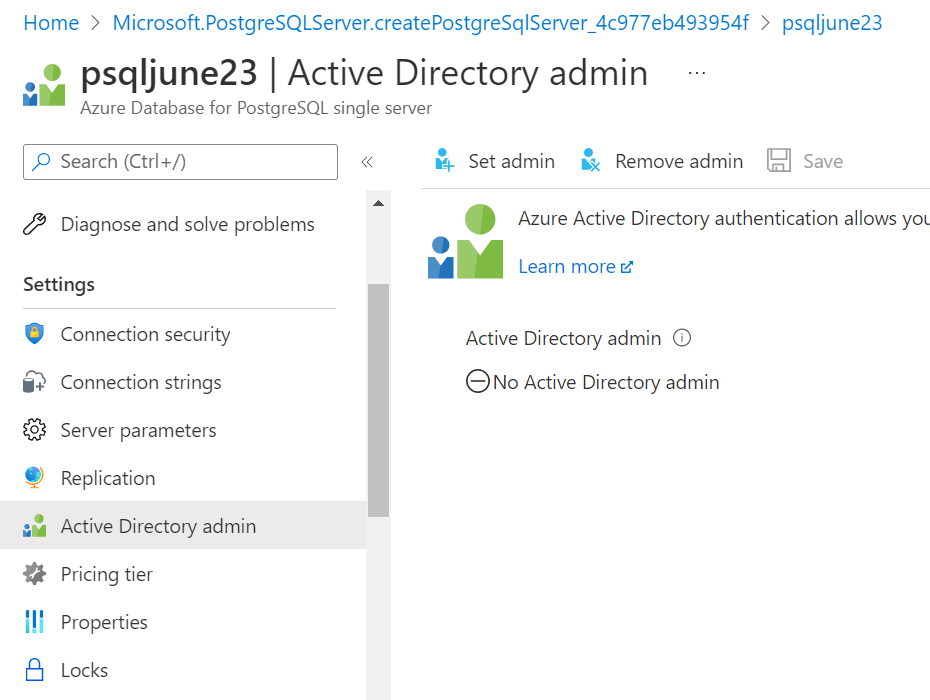 Home > Microsoft.PostgreSQLServer.createPostgreSqlServer_4c977eb493954f > psqljune23
psqljune23 | Active Directory admin ...
Azure Database for PostgreSQL single server
Search (Ctrl+/) «
Set admin Remove admin Save
Diagnose and solve problems
Settings
Connection security
Connection strings
Server parameters
Replication
Active Directory admin
Pricing tier
Properties
Locks
Azure Active Directory authentication allows you
Learn more
Active Directory admin
No Active Directory admin